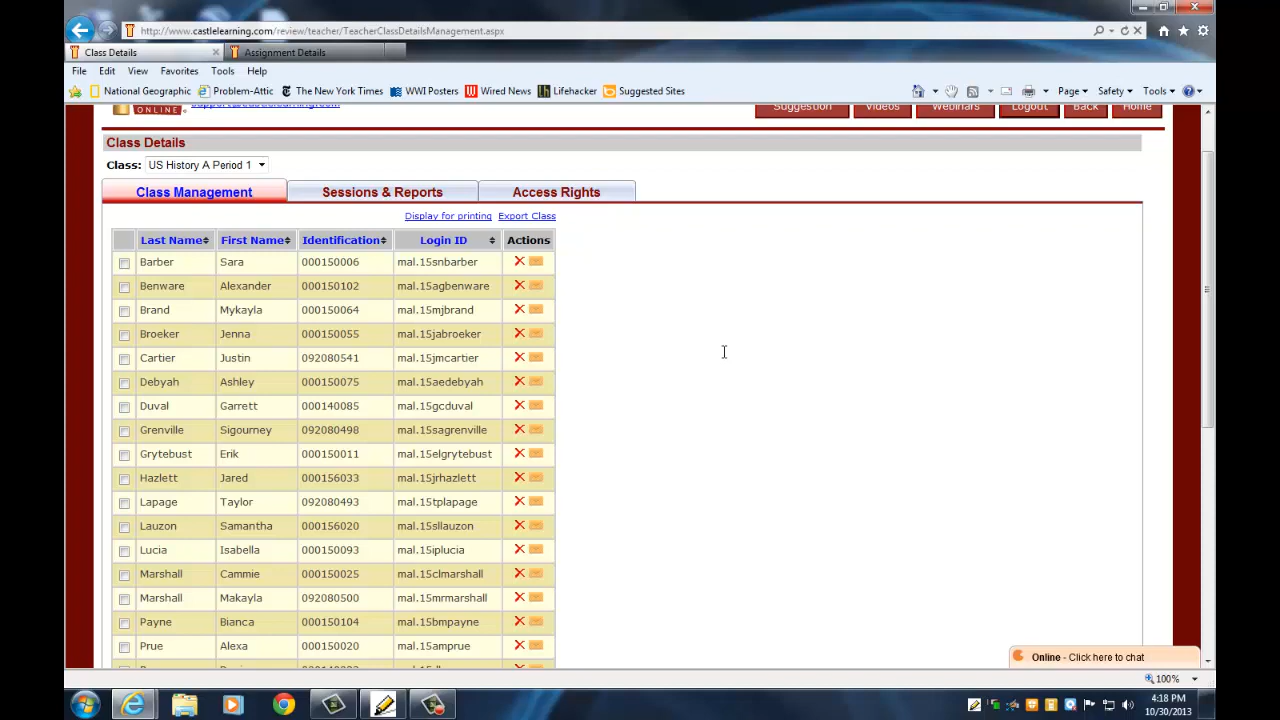 http://www.castlelearning.com/review/teacher/TeacherClassDetailsManagement.aspx
Class Details
Assignment Details
File Edit View Favorites Tools Help
National Geographic Problem-Attic The New York Times WWI Posters Wired News Lifehacker Suggested Sites
Page Safety Tools
ONLINE
Suggestion Videos Webinars Logout Back Home
Class Details
Class: US History A Period 1
Class Management Sessions & Reports Access Rights
Display for printing Export Class
Last Name First Name Identification Login ID Actions
Barber Sara 000150006 mal.15snbarber
Benware Alexander 000150102 mal.15agbenware
Brand Mykayla 000150064 mal.15mjbrand
Broeker Jenna 000150055 mal.15jabroeker
Cartier Justin 092080541 mal.15jmcartier
Debyah Ashley 000150075 mal.15aedebyah
Duval Garrett 000140085 mal.15gcduval
Grenville Sigourney 092080498 mal.15sagrenville
Grytebust Erik 000150011 mal.15elgrytebust
Hazlett Jared 000156033 mal.15jrhazlett
Lapage Taylor 092080493 mal.15tplapage
Lauzon Samantha 000156020 mal.15sllauzon
Lucia Isabella 000150093 mal.15iplucia
Marshall Cammie 000150025 mal.15clmarshall
Marshall Makayla 092080500 mal.15mrmarshall
Payne Bianca 000150104 mal.15bmpayne
Prue Alexa 000150020 mal.15amprue
Online - Click here to chat
100%
4:18 PM
10/30/2013